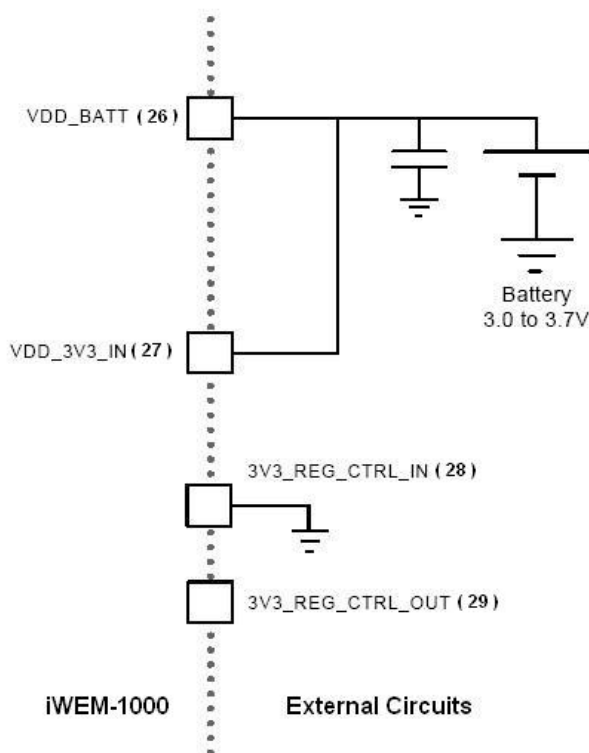 VDD_BATT (26)
Battery
3.0 to 3.7V
VDD_3V3_IN (27)
3V3_REG_CTRL_IN (28)
3V3_REG_CTRL_OUT (29)
iWEM-1000
External Circuits